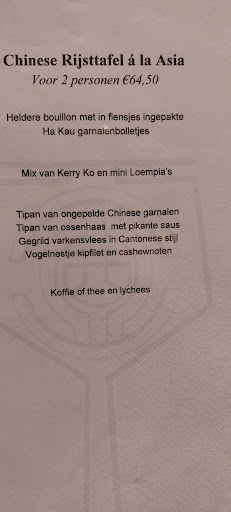 Chinese Rijsttafel á la Asia
Voor 2 personen €64,50
Heldere bouillon met in flensjes ingepakte
Ha Kau garnalenbolletjes
Mix van Kerry Ko en mini Loempia's
Tipan van ongepelde Chinese garnalen
Tipan van ossenhaas met pikante saus
Gegrild varkensvlees in Cantonese stijl
Vogelnestje kipfilet en cashewnoten
Koffie of thee en lychees